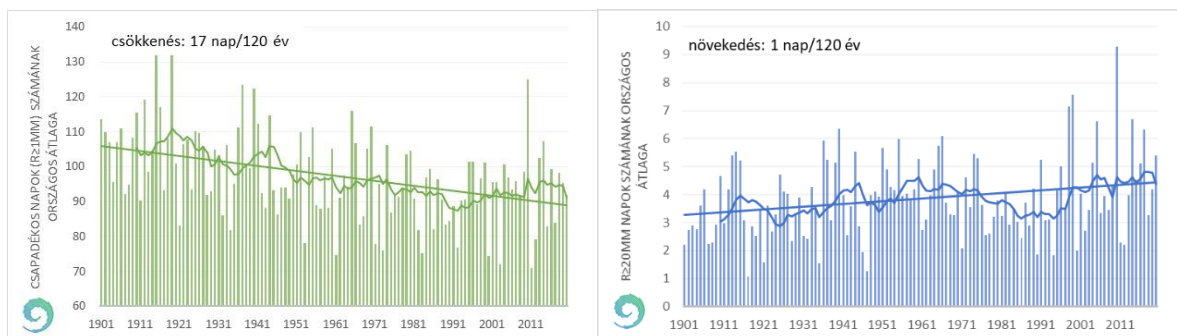 csökkenés: 17 nap/120 év
CSAPADÉKOS NAPOK (R≥1MM) SZÁMÁNAK
ORSZÁGOS ÁTLAGA
140
130
120
110
100
90
80
70
60
1901 1911 1921 1931 1941 1951 1961 1971 1981 1991 2001 2011
növekedés: 1 nap/120 év
R≥20MM NAPOK SZÁMÁNAK ORSZÁGOS
ÁTLAGA
10
9
8
7
6
5
4
3
2
1
0
1901 1911 1921 1931 1941 1951 1961 1971 1981 1991 2001 2011